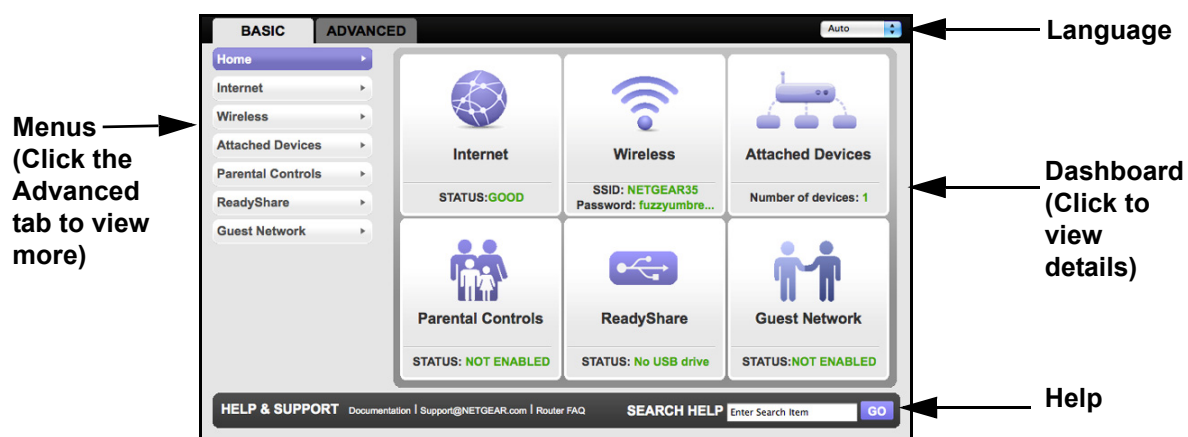 BASIC ADVANCED Auto
Language
Home
Internet
Wireless
Attached Devices
Parental Controls
ReadyShare
Guest Network
Menus
(Click the
Advanced
tab to view
more)
Internet
STATUS:GOOD
Wireless
SSID: NETGEAR35
Password: fuzzyumbre...
Attached Devices
Number of devices: 1
Parental Controls
STATUS: NOT ENABLED
ReadyShare
STATUS: No USB drive
Guest Network
STATUS:NOT ENABLED
Dashboard
(Click to
view
details)
HELP & SUPPORT Documentation | Support@NETGEAR.com | Router FAQ SEARCH HELP Enter Search Item GO
Help